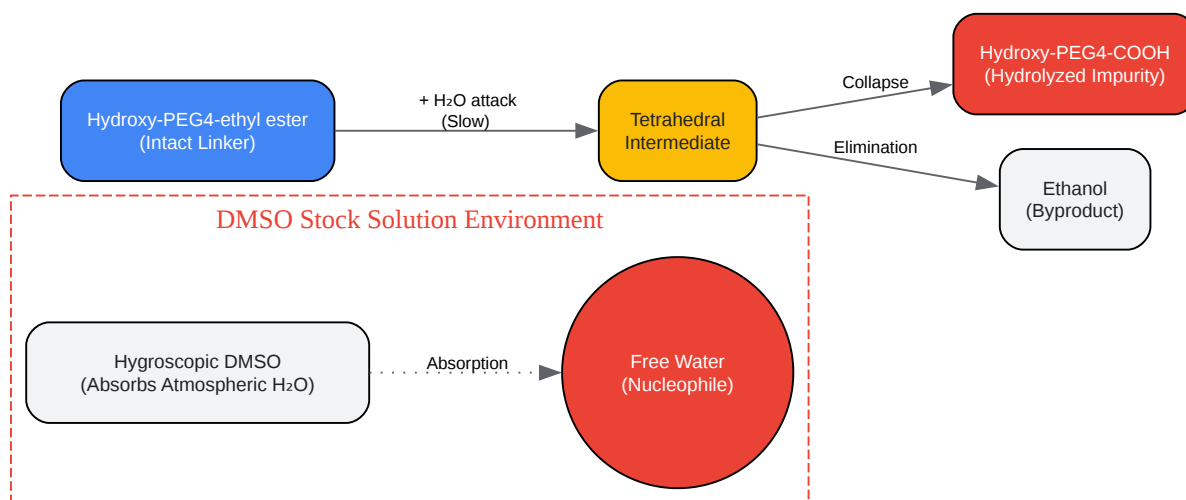 Hydroxy-PEG4-COOH
(Hydrolyzed Impurity)
Collapse
+ H₂O attack
(Slow)
Hydroxy-PEG4-ethyl ester
(Intact Linker)
Tetrahedral
Intermediate
Elimination
Ethanol
(Byproduct)
DMSO Stock Solution Environment
Hygroscopic DMSO
(Absorbs Atmospheric H₂O)
Absorption
Free Water
(Nucleophile)